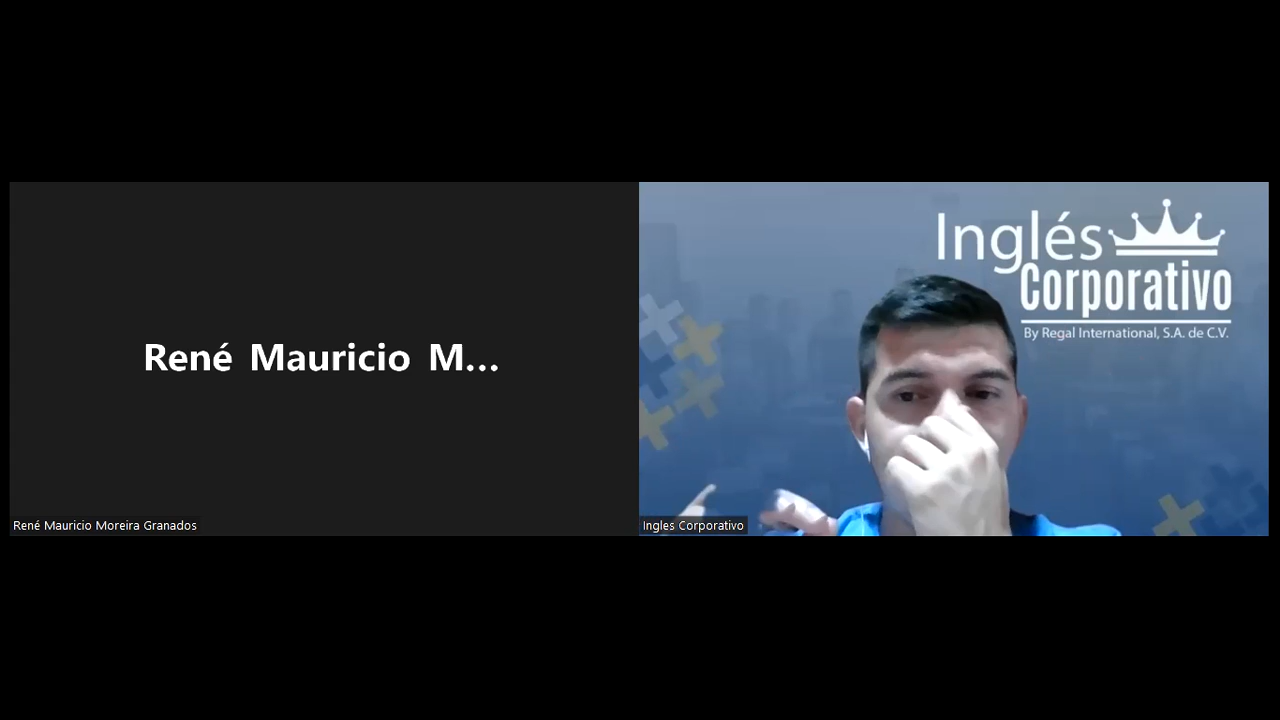 René Mauricio M...
René Mauricio Moreira Granados
Inglés
Corporativo
By Regal International, S.A. de C.V.
Ingles Corporativo